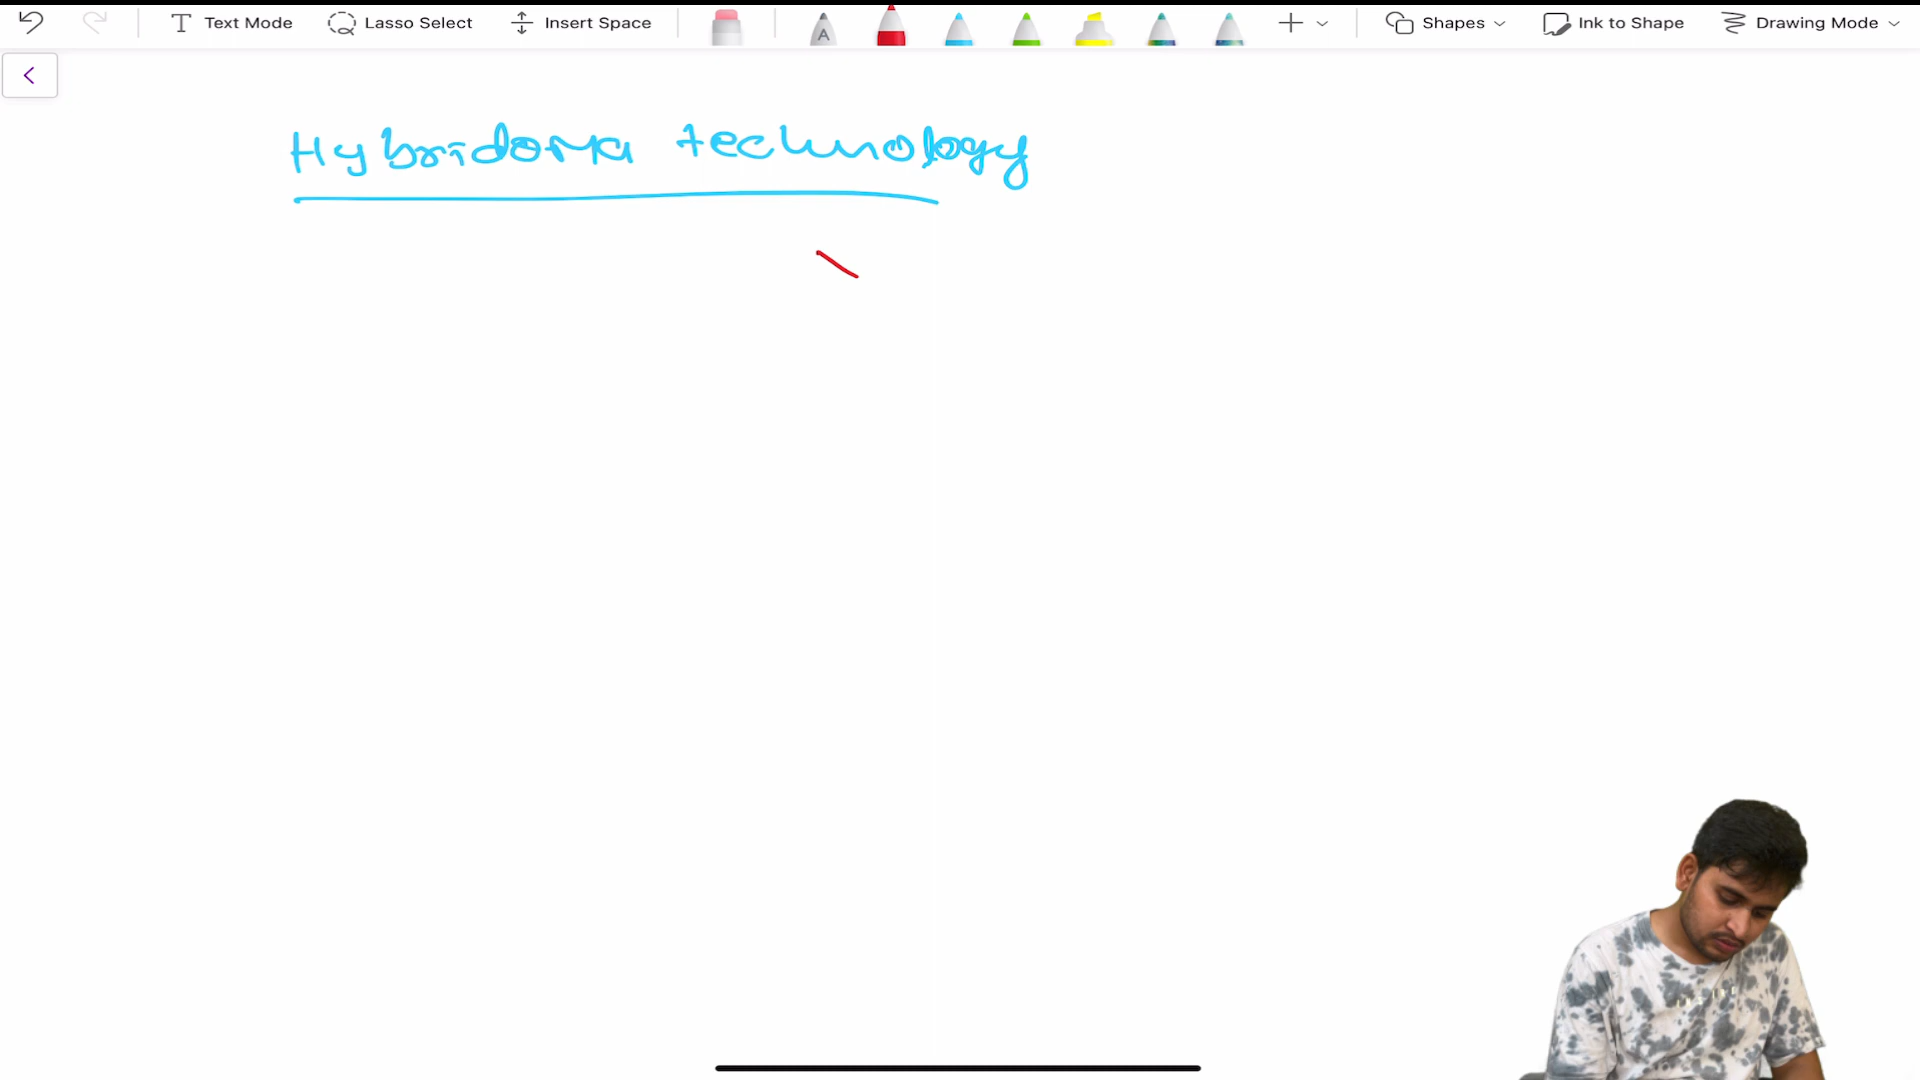 Text Mode Lasso Select Insert Space A Shapes Ink to Shape Drawing Mode
Hybridoma technology